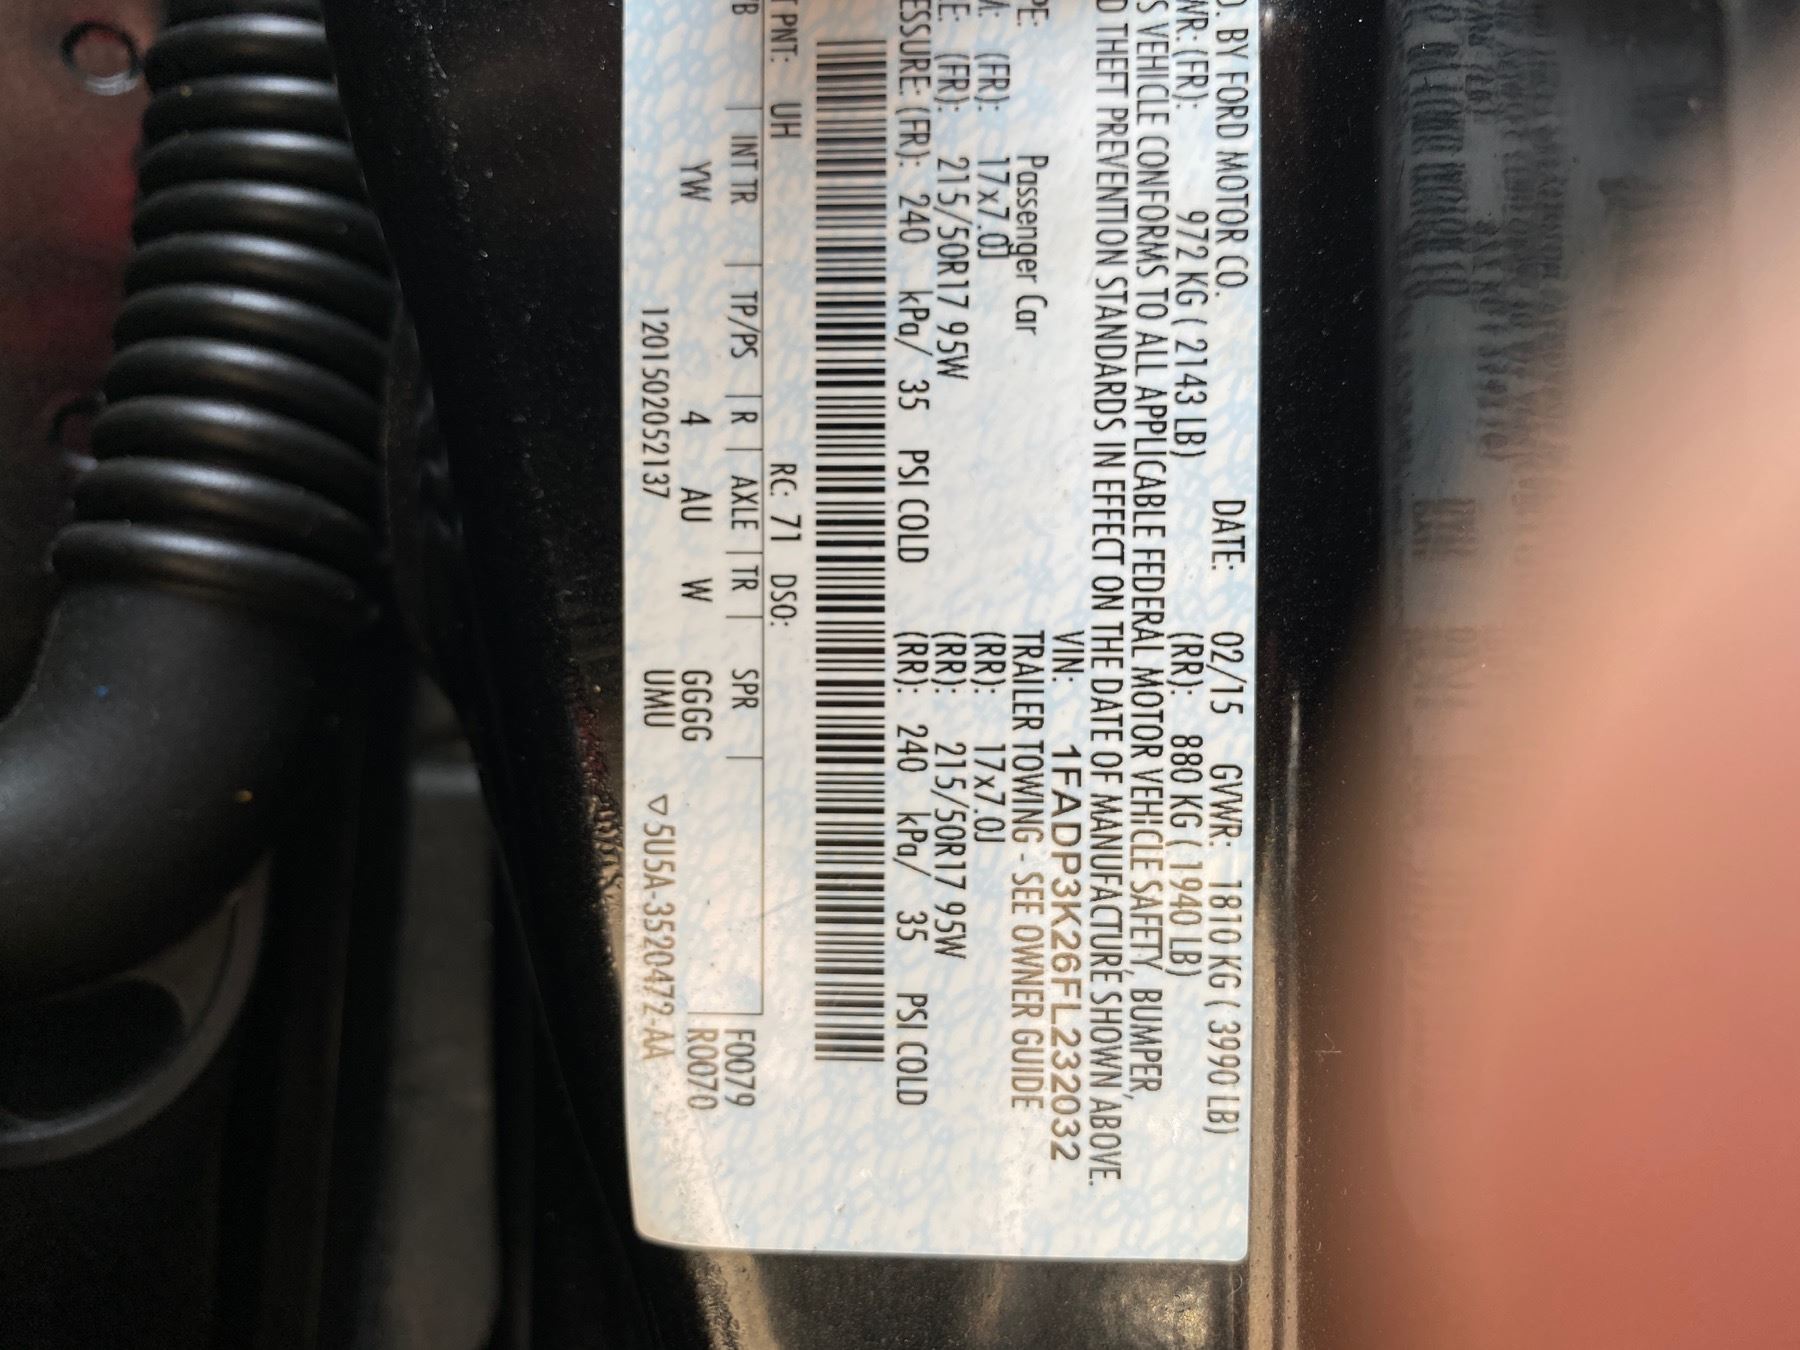 BY FORD MOTOR CO. DATE: 02/15 GVWR: 1810 KG ( 3990 LB)
(FR): 972 KG ( 2143 LB) (RR): 880 KG ( 1940 LB)
VEHICLE CONFORMS TO ALL APPLICABLE FEDERAL MOTOR VEHICLE SAFETY, BUMPER,
THEFT PREVENTION STANDARDS IN EFFECT ON THE DATE OF MANUFACTURE SHOWN ABOVE.
VIN: 1FADP3K26FL232032
PE: Passenger Car TRAILER TOWING - SEE OWNER GUIDE
(FR): 17x7.0J (RR): 17x7.0J
E: (FR): 215/50R17 95W (RR): 215/50R17 95W
ESSURE: (FR): 240 kPa/ 35 PSI COLD (RR): 240 kPa/ 35 PSI COLD
T PNT: UH RC: 71 DSO:
INT TR | TP/PS | R | AXLE | TR | SPR | F0079
YW 4 AU W GGGG R0070
120150205213​7 UMU ▽5U5A-3520472-AA